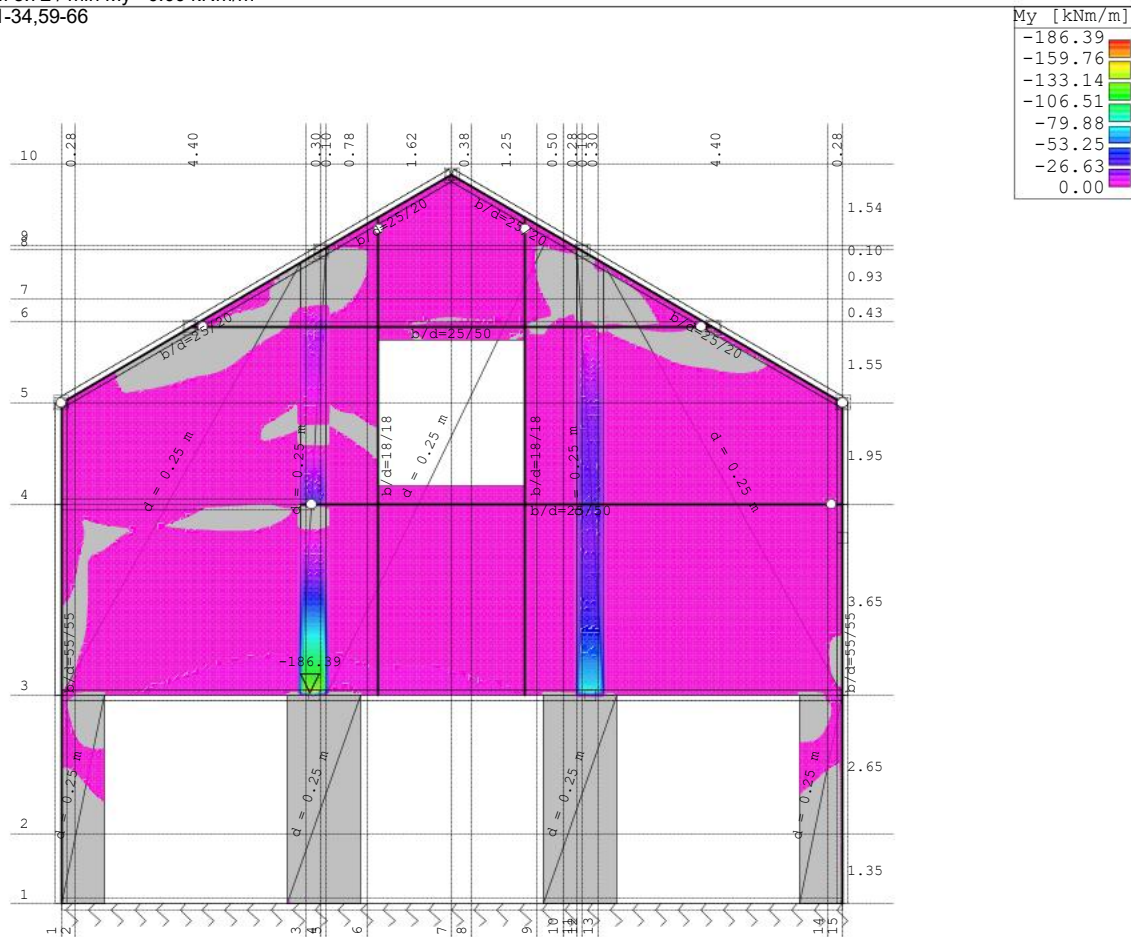 1-34,59-66
My [kNm/m]
-186.39
-159.76
-133.14
-106.51
-79.88
-53.25
-26.63
0.00
0.28
4.40
0.30
0.10
0.78
1.62
0.38
1.25
0.50
0.28
0.10
0.30
4.40
0.28
10
9
8
7
6
5
4
3
2
1
1.54
0.10
0.93
0.43
1.55
1.95
3.65
2.65
1.35
b/d=25/20
b/d=25/20
b/d=25/20
b/d=25/20
b/d=25/50
b/d=18/18
b/d=18/18
b/d=25/50
b/d=55/55
b/d=55/55
d = 0.25 m
d = 0.25 m
d = 0.25 m
d = 0.25 m
d = 0.25 m
-186.39
d = 0.25 m
d = 0.25 m
d = 0.25 m
d = 0.25 m
1
2
3
4
5
6
7
8
9
10
11
12
13
14
15